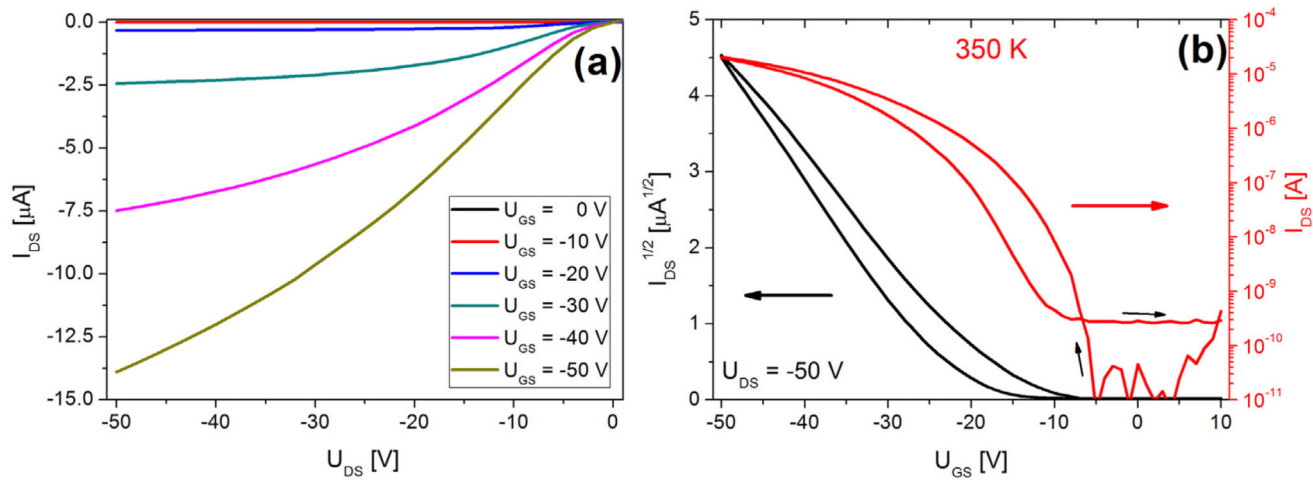 (a)
0.0
-2.5
-5.0
-7.5
-10.0
-12.5
-15.0
I_DS [μA]
U_GS = 0 V
U_GS = -10 V
U_GS = -20 V
U_GS = -30 V
U_GS = -40 V
U_GS = -50 V
-50 -40 -30 -20 -10 0
U_DS [V]
(b)
350 K
5
4
3
2
1
0
I_DS^1/2 [μA^1/2]
U_DS = -50 V
10^-4
10^-5
10^-6
10^-7
10^-8
10^-9
10^-10
10^-11
I_DS [A]
-50 -40 -30 -20 -10 0 10
U_GS [V]